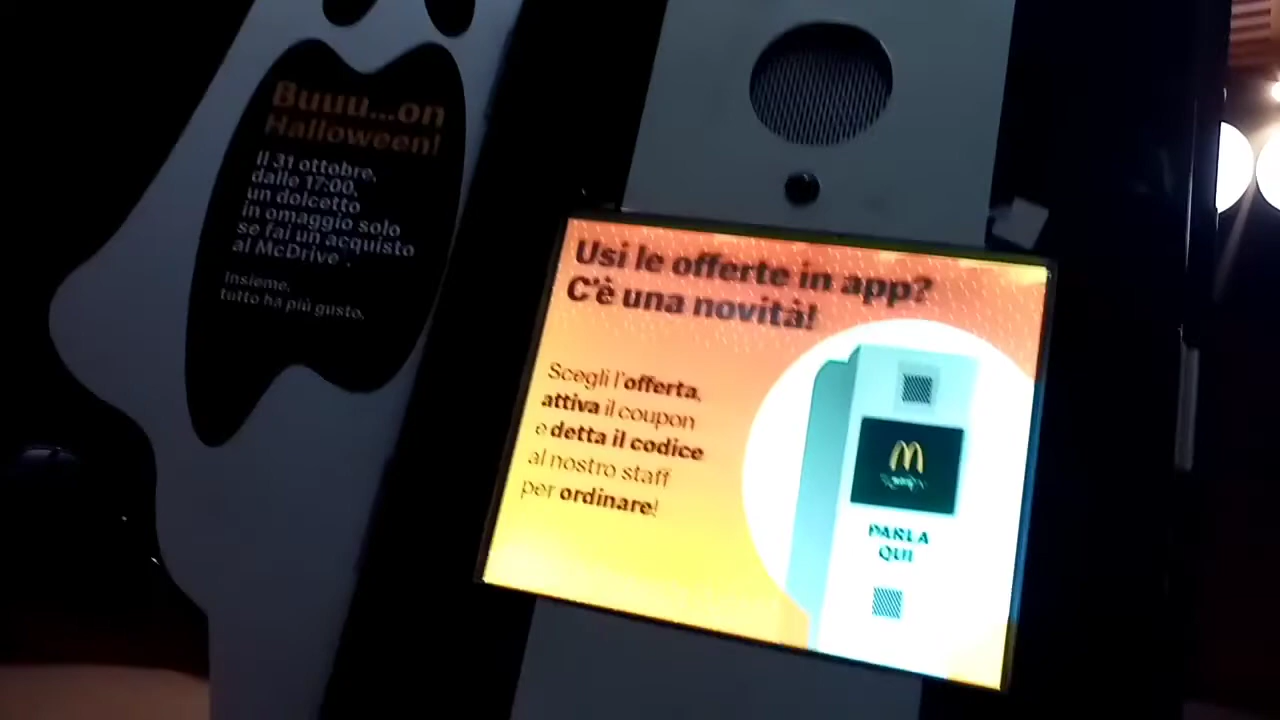 Buuu...on
Halloween!
Il 31 ottobre,
dalle 17:00,
un dolcetto
in omaggio solo
se fai un acquisto
al McDrive
Insieme,
tutto ha più gusto.
Usi le offerte in app?
C'è una novità!
Scegli l'offerta,
attiva il coupon
e detta il codice
al nostro staff
per ordinare!
PARLA
QUI